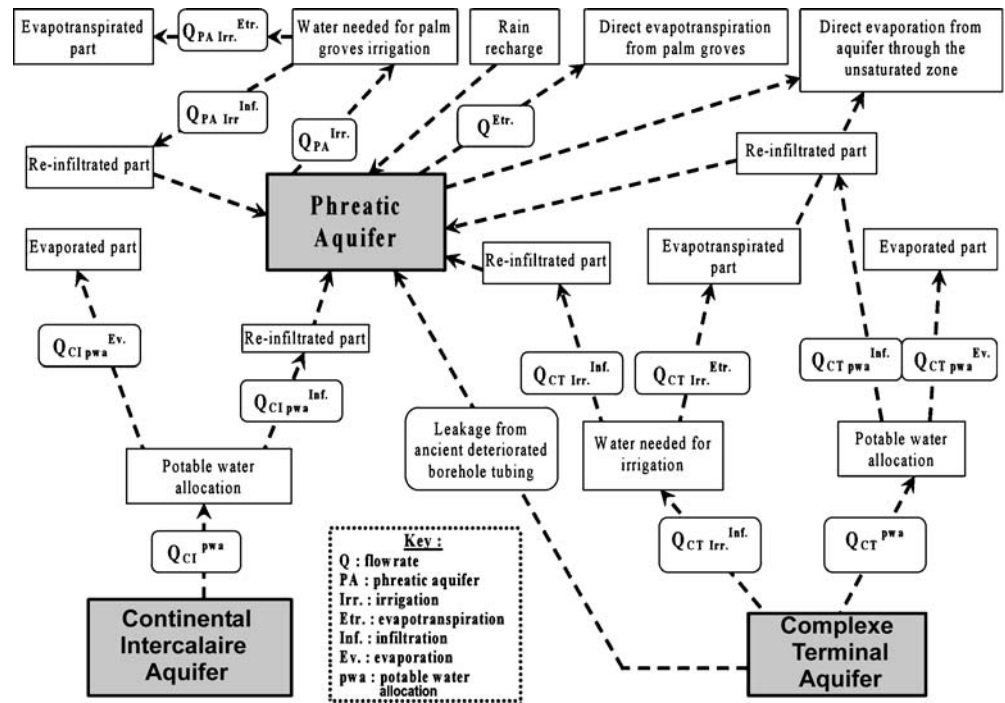 Evapotranspirated
part
Q PA Irr. Etr.
Water needed for palm
groves irrigation
Rain
recharge
Direct evapotranspiration
from palm groves
Direct evaporation from
aquifer through the
unsaturated zone
Q PA Irr Inf.
Q PA Irr.
Q Etr.
Re-infiltrated part
Re-infiltrated part
Phreatic
Aquifer
Evaporated part
Re-infiltrated part
Evapotranspirated
part
Evaporated part
Q CI pwa Ev.
Re-infiltrated part
Q CI pwa Inf.
Q CT Irr. Inf.
Q CT Irr. Etr.
Q CT pwa Inf.
Q CT pwa Ev.
Potable water
allocation
Leakage from
ancient deteriorated
borehole tubing
Water needed for
irrigation
Potable water
allocation
Q CI pwa
Q CT Irr. Inf.
Q CT pwa
Key :
Q : flowrate
PA : phreatic aquifer
Irr. : irrigation
Etr. : evapotranspiration
Inf. : infiltration
Ev. : evaporation
pwa : potable water
allocation
Continental
Intercalaire
Aquifer
Complexe
Terminal
Aquifer